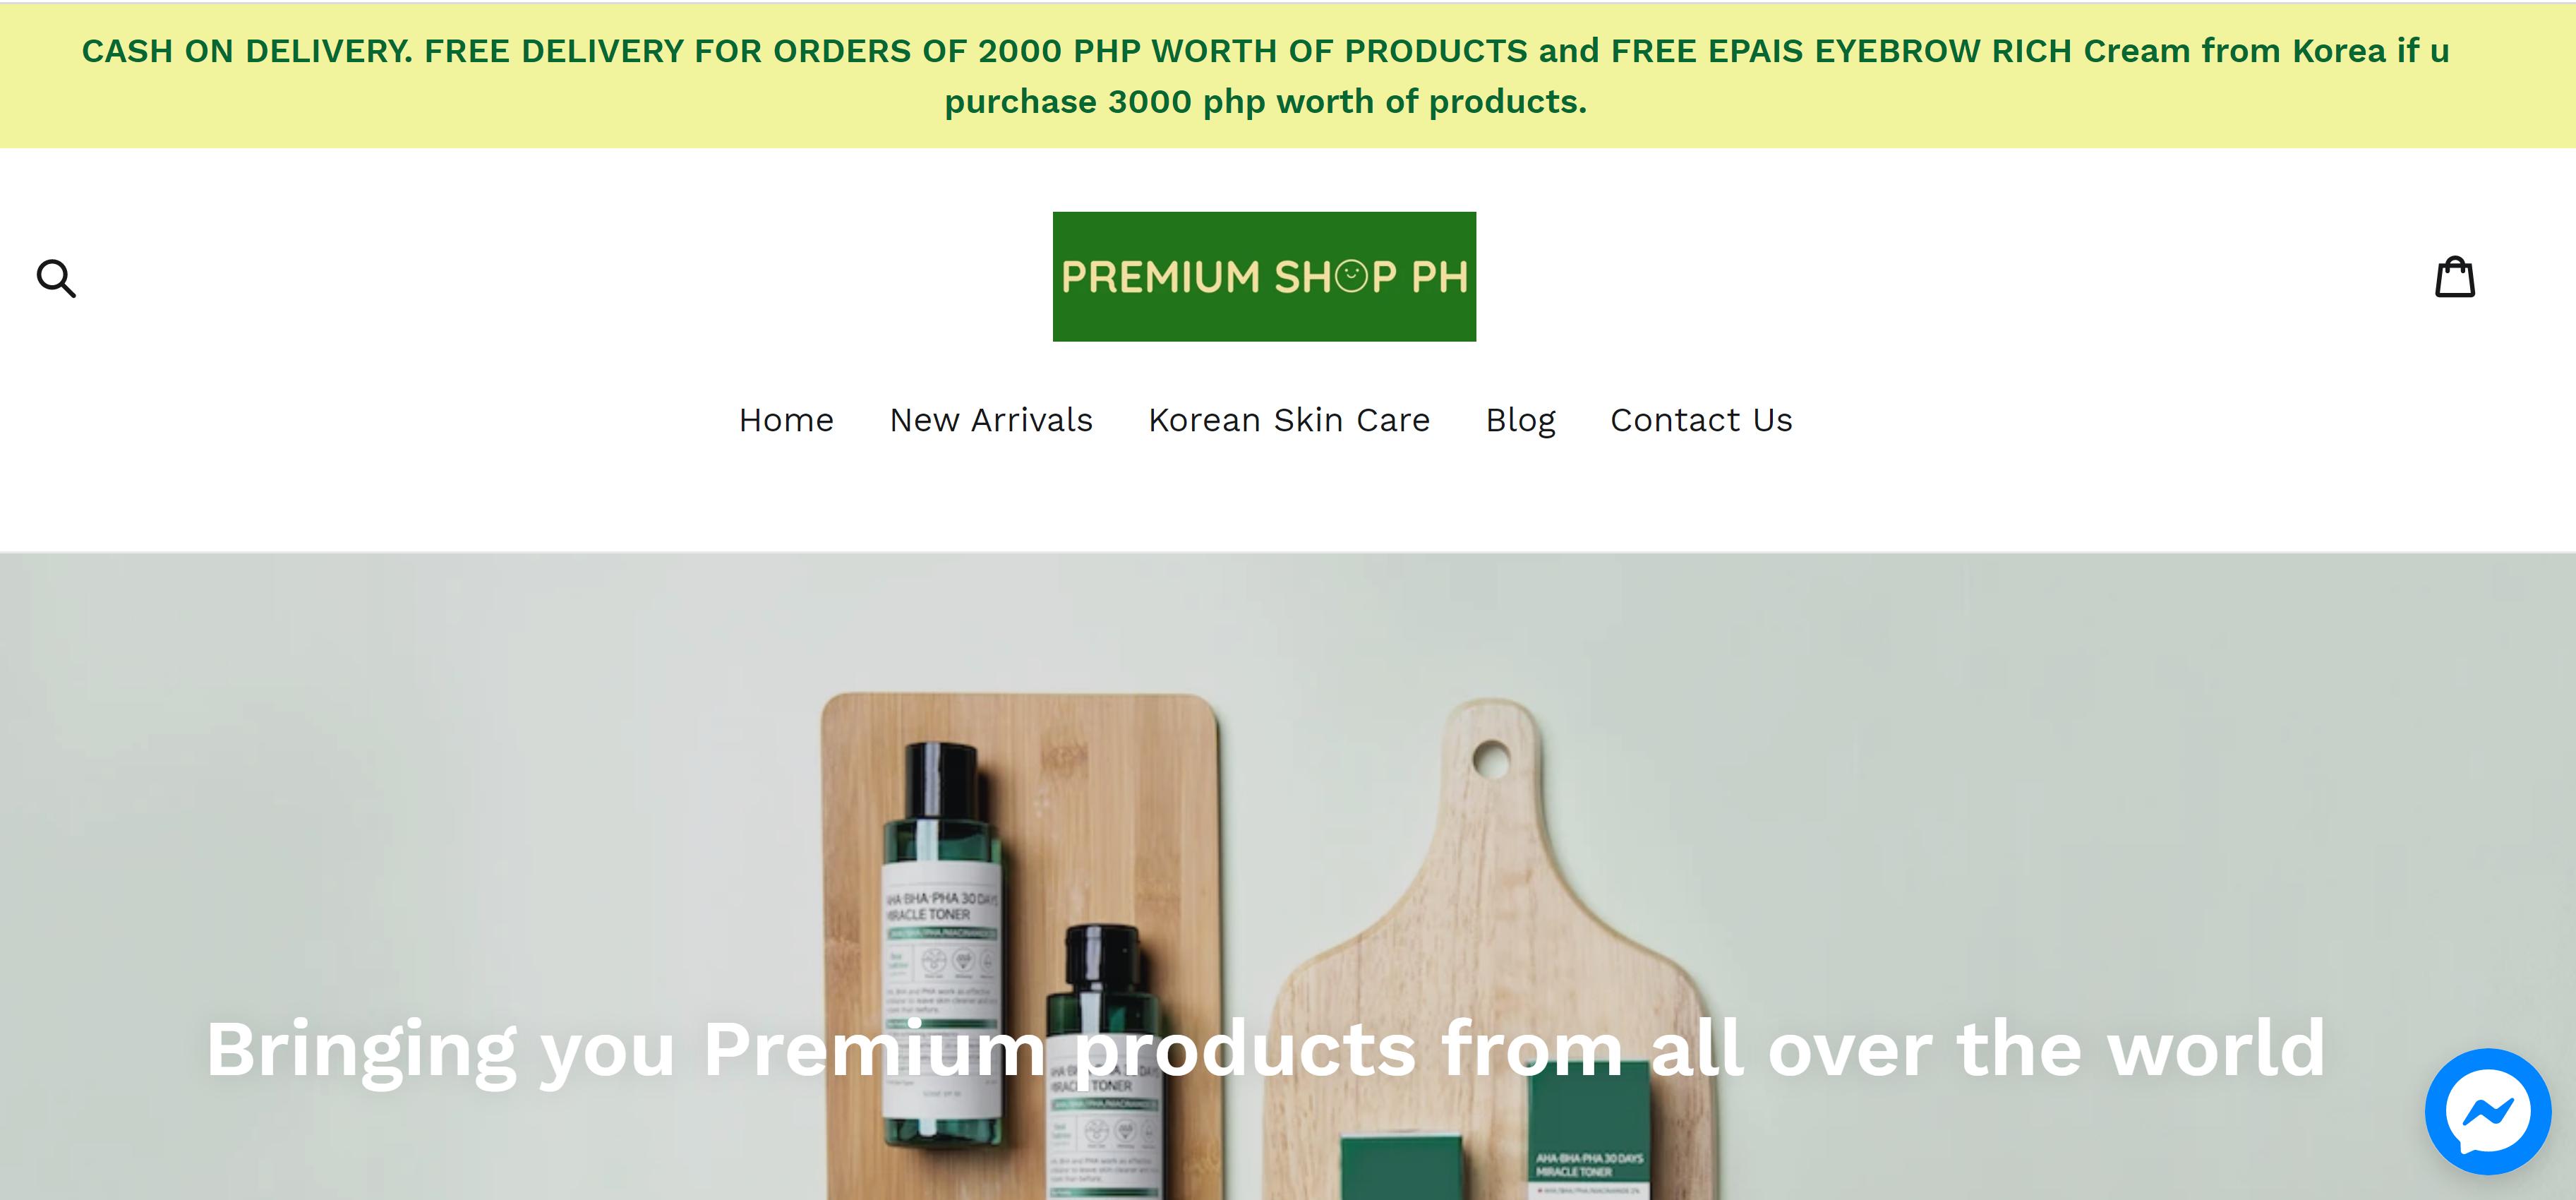 CASH ON DELIVERY. FREE DELIVERY FOR ORDERS OF 2000 PHP WORTH OF PRODUCTS and FREE EPAIS EYEBROW RICH Cream from Korea if u
purchase 3000 php worth of products.
PREMIUM SHOP PH
Home New Arrivals Korean Skin Care Blog Contact Us
AHA·BHA·PHA 30 DAYS
MIRACLE TONER
Bringing you Premium products from all over the world
AHA·BHA·PHA 30 DAYS
MIRACLE TONER
AHA·BHA·PHA 30 DAYS
MIRACLE TONER